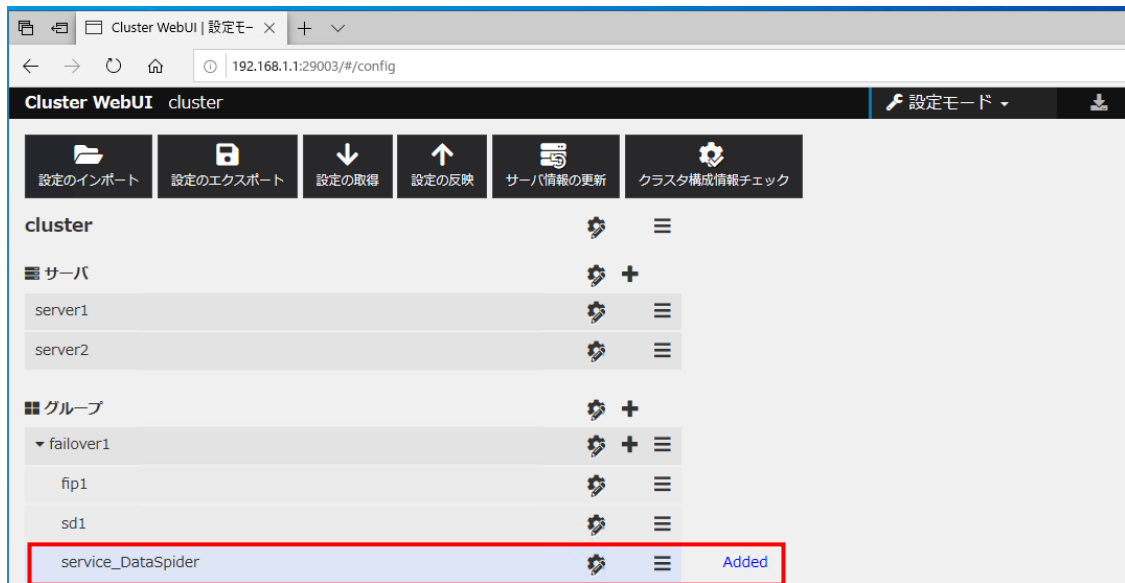 Cluster WebUI | 設定モー
192.168.1.1:29003/#/config
Cluster WebUI cluster
設定モード
設定のインポート 設定のエクスポート 設定の取得 設定の反映 サーバ情報の更新 クラスタ構成情報チェック
cluster
サーバ
server1
server2
グループ
failover1
fip1
sd1
service_DataSpider Added